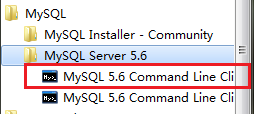 MySQL
MySQL Installer - Community
MySQL Server 5.6
MySQL 5.6 Command Line Cli
MySQL 5.6 Command Line Cli